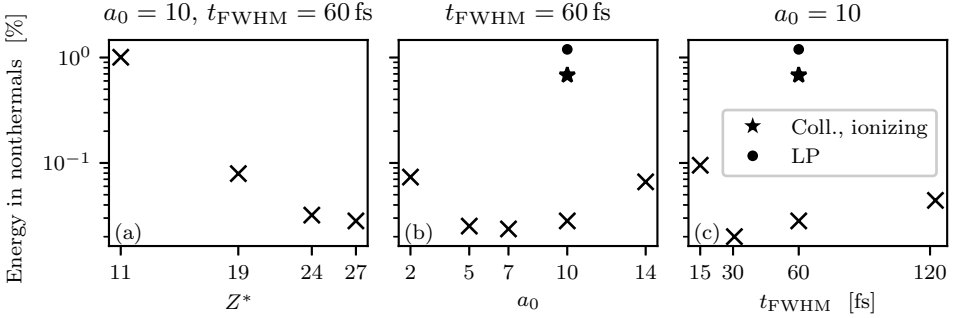 a₀ = 10, t_FWHM = 60 fs
t_FWHM = 60 fs
a₀ = 10
Energy in nonthermals [%]
10⁰
10⁻¹
(a)
11 19 24 27
Z*
(b)
2 5 7 10 14
a₀
Coll., ionizing
LP
(c)
15 30 60 120
t_FWHM [fs]